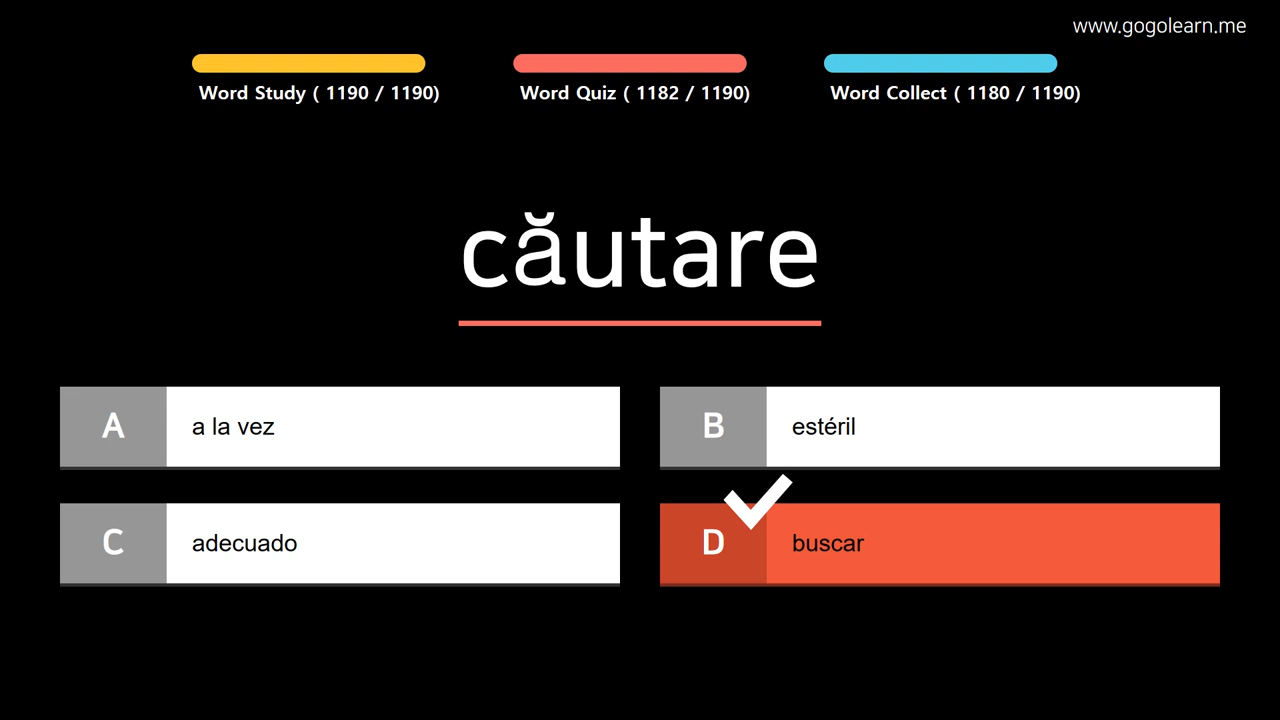 www.gogolearn.me
Word Study ( 1190 / 1190)
Word Quiz ( 1182 / 1190)
Word Collect ( 1180 / 1190)
căutare
A a la vez
B estéril
C adecuado
D buscar